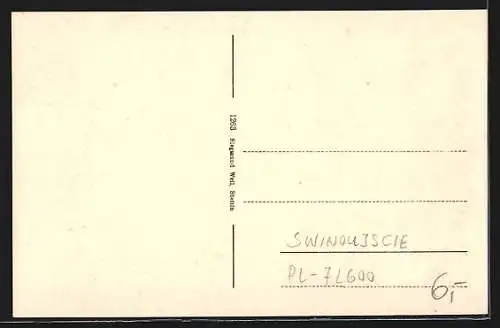 1263 Siegmund Weil, Stettin
SWINOUJSCIE
PL-72600
6,-